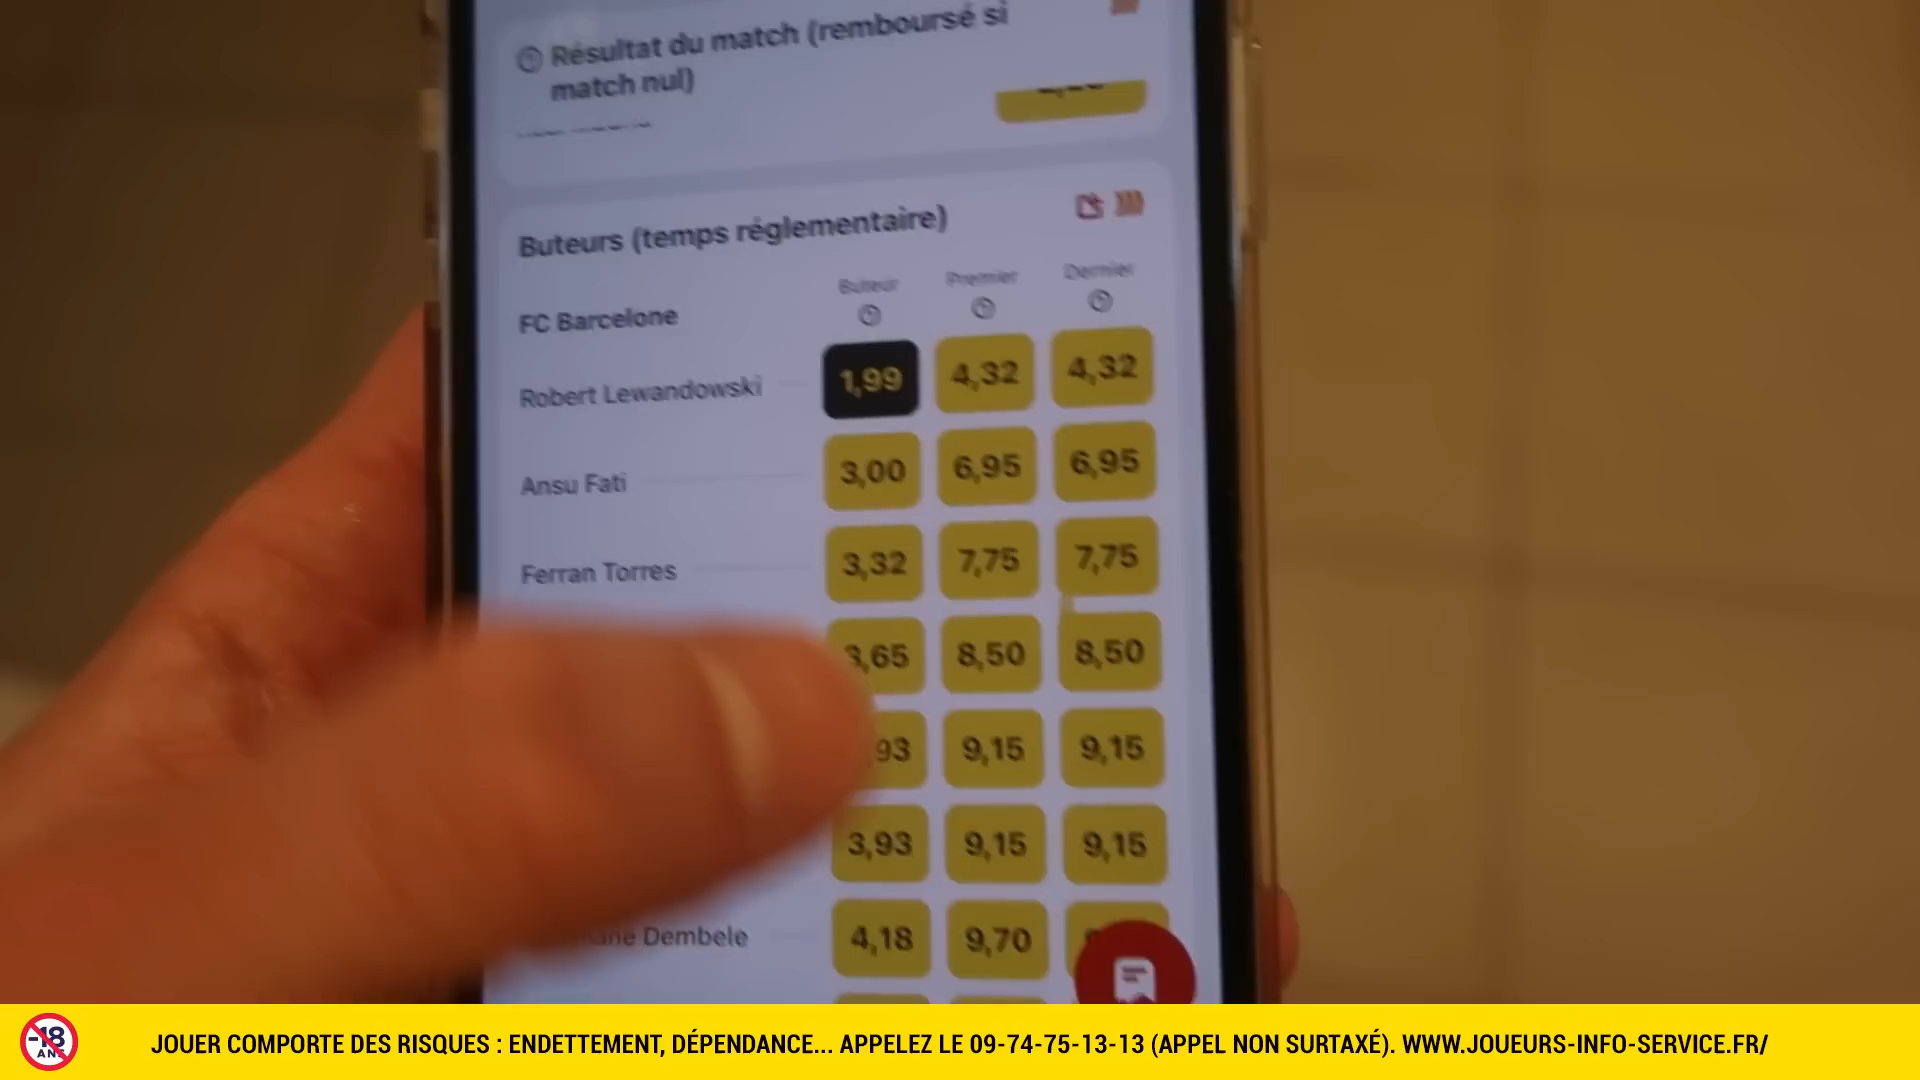 Résultat du match (remboursé si
match nul)
Buteurs (temps réglementaire)
Buteur Premier Dernier
FC Barcelone
Robert Lewandowski 1,99 4,32 4,32
Ansu Fati 3,00 6,95 6,95
Ferran Torres 3,32 7,75 7,75
3,65 8,50 8,50
93 9,15 9,15
3,93 9,15 9,15
Dembele 4,18 9,70
-18
ANS
JOUER COMPORTE DES RISQUES : ENDETTEMENT, DÉPENDANCE... APPELEZ LE 09-74-75-13-13 (APPEL NON SURTAXÉ). WWW.JOUEURS-INFO-SERVICE.FR/